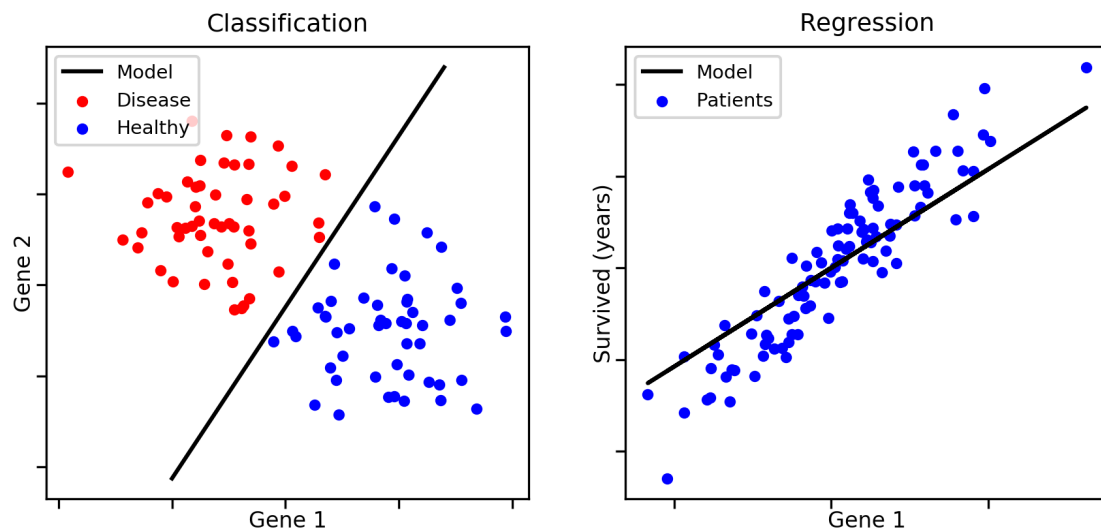 Classification
Model
Disease
Healthy
Gene 2
Gene 1
Regression
Model
Patients
Survived (years)
Gene 1